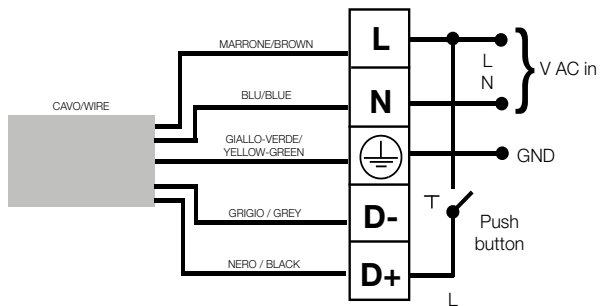 MARRONE/BROWN
L
L
N
V AC in
BLU/BLUE
N
CAVO/WIRE
GIALLO-VERDE/
YELLOW-GREEN
GND
GRIGIO / GREY
D-
Push
button
NERO / BLACK
D+
L